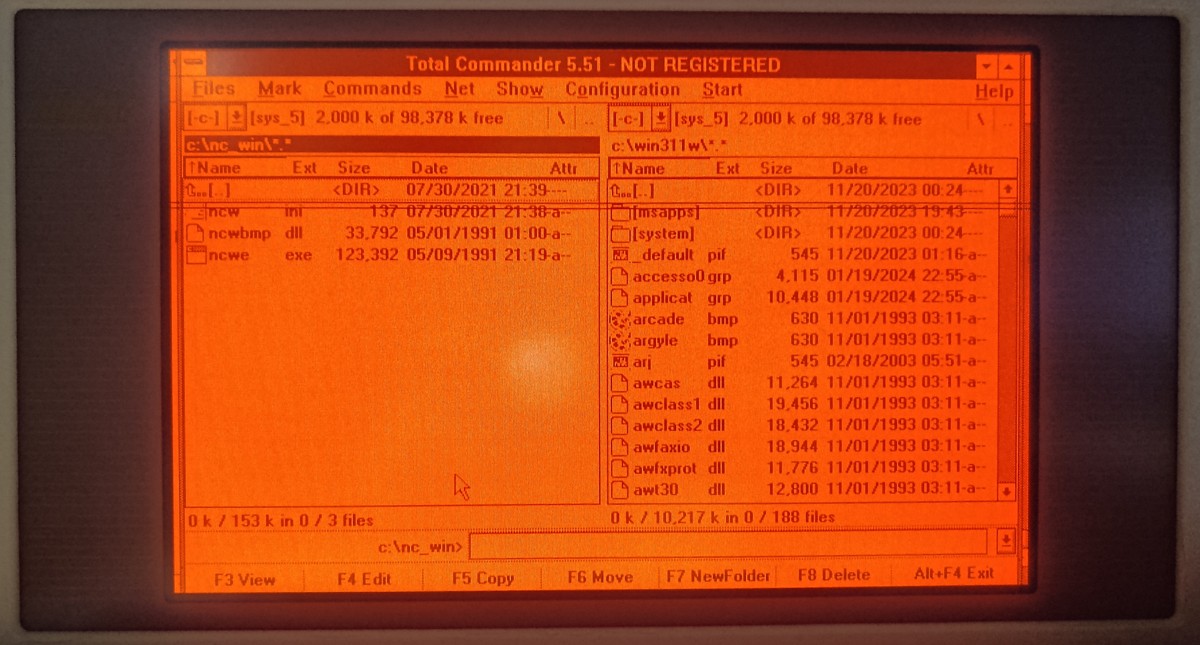 Total Commander 5.51 - NOT REGISTERED
Files Mark Commands Net Show Configuration Start Help
[-c-] [sys_5] 2,000 k of 98,378 k free \ ..
c:\nc_win\*.*
↑Name Ext Size Date Attr
[..] <DIR> 07/30/2021 21:39----
ncw ini 137 07/30/2021 21:38-a--
ncwbmp dll 33,792 05/01/1991 01:00-a--
ncwe exe 123,392 05/09/1991 21:19-a--
0 k / 153 k in 0 / 3 files
[-c-] [sys_5] 2,000 k of 98,378 k free \ ..
c:\win311w\*.*
↑Name Ext Size Date Attr
[..] <DIR> 11/20/2023 00:24----
[msapps] <DIR> 11/20/2023 19:43----
[system] <DIR> 11/20/2023 00:24----
_default pif 545 11/20/2023 01:16-a--
accesso0 grp 4,115 01/19/2024 22:55-a--
applicat grp 10,448 01/19/2024 22:55-a--
arcade bmp 630 11/01/1993 03:11-a--
argyle bmp 630 11/01/1993 03:11-a--
arj pif 545 02/18/2003 05:51-a--
awcas dll 11,264 11/01/1993 03:11-a--
awclass1 dll 19,456 11/01/1993 03:11-a--
awclass2 dll 18,432 11/01/1993 03:11-a--
awfaxio dll 18,944 11/01/1993 03:11-a--
awfxprot dll 11,776 11/01/1993 03:11-a--
awt30 dll 12,800 11/01/1993 03:11-a--
0 k / 10,217 k in 0 / 188 files
c:\nc_win>
F3 View F4 Edit F5 Copy F6 Move F7 NewFolder F8 Delete Alt+F4 Exit